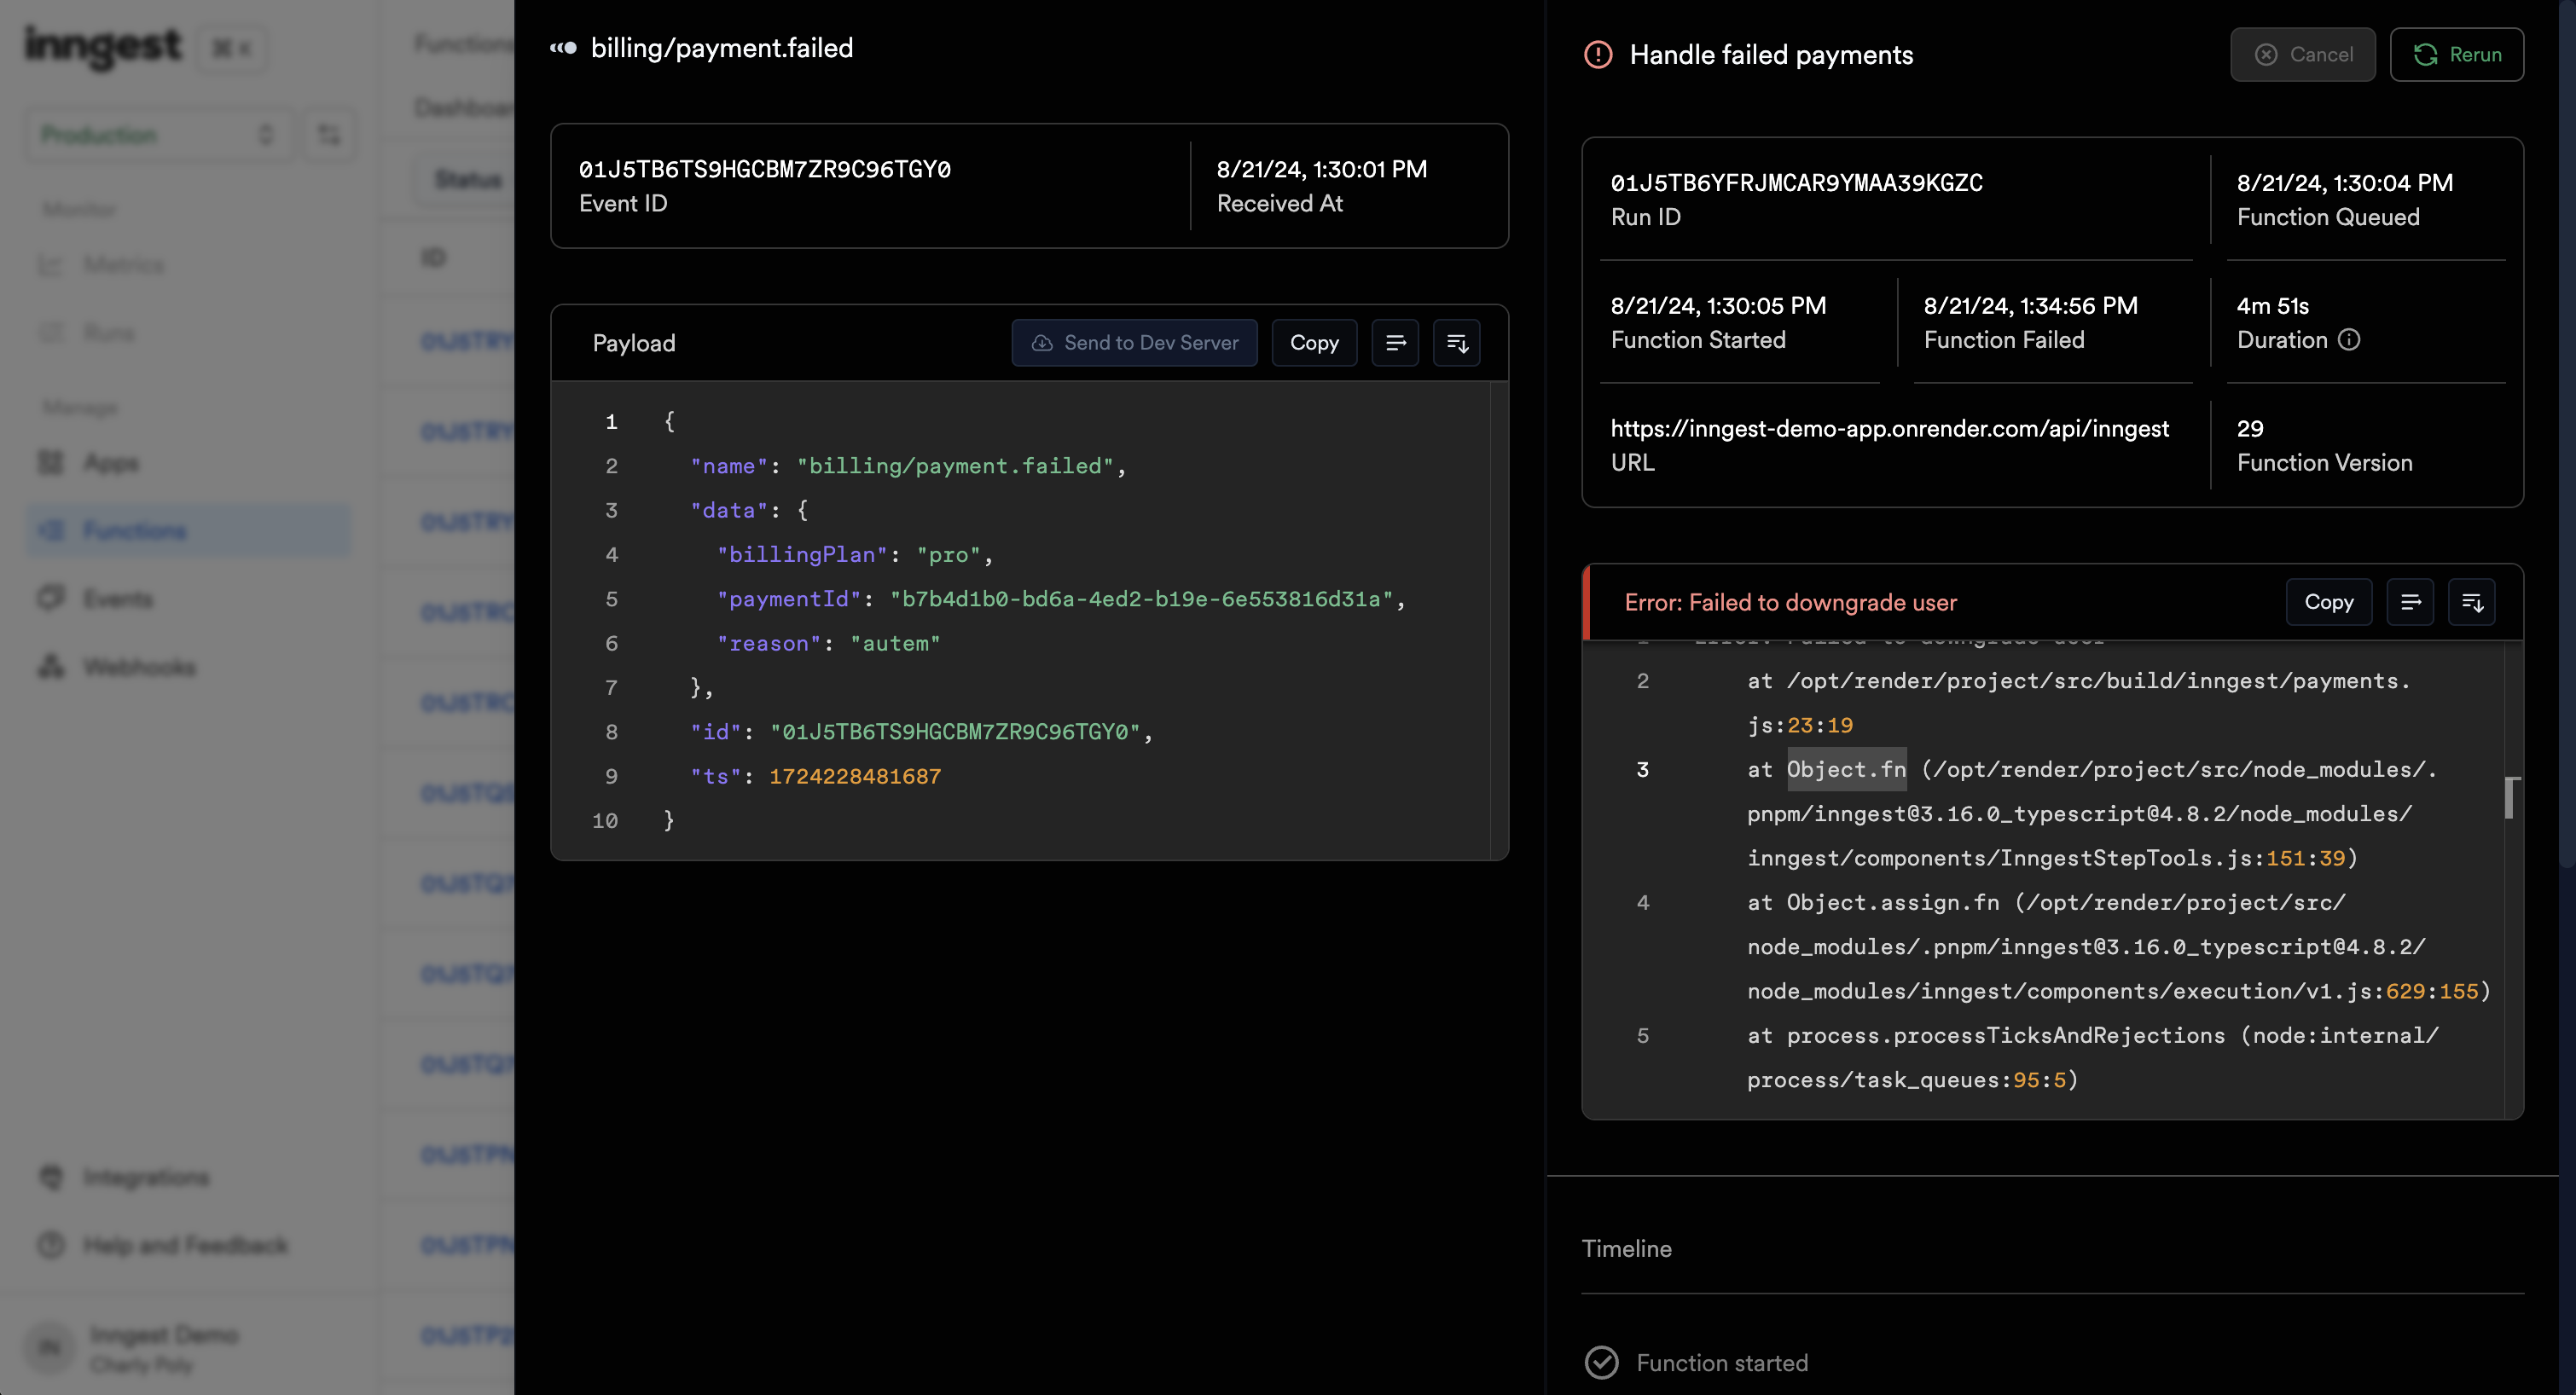 inngest
⌘ K
Production
Monitor
Metrics
Runs
Manage
Apps
Functions
Events
Webhooks
Integrations
Help and Feedback
IN
Inngest Demo
Charly Poly
Functions
Status
ID
billing/payment.failed
01J5TB6TS9HGCBM7ZR9C96TGY0
Event ID
8/21/24, 1:30:01 PM
Received At
Payload
Send to Dev Server
Copy
1 {
2 "name": "billing/payment.failed",
3 "data": {
4 "billingPlan": "pro",
5 "paymentId": "b7b4d1b0-bd6a-4ed2-b19e-6e553816d31a",
6 "reason": "autem"
7 },
8 "id": "01J5TB6TS9HGCBM7ZR9C96TGY0",
9 "ts": 1724228481687
10 }
Handle failed payments
Cancel
Rerun
01J5TB6YFRJMCAR9YMAA39KGZC
Run ID
8/21/24, 1:30:04 PM
Function Queued
8/21/24, 1:30:05 PM
Function Started
8/21/24, 1:34:56 PM
Function Failed
4m 51s
Duration
https://inngest-demo-app.onrender.com/api/inngest
URL
29
Function Version
Error: Failed to downgrade user
Copy
1 Error: Failed to downgrade user
2 at /opt/render/project/src/build/inngest/payments.
js:23:19
3 at Object.fn (/opt/render/project/src/node_modules/.
pnpm/inngest@3.16.0_typescript@4.8.2/node_modules/
inngest/components/InngestStepTools.js:151:39)
4 at Object.assign.fn (/opt/render/project/src/
node_modules/.pnpm/inngest@3.16.0_typescript@4.8.2/
node_modules/inngest/components/execution/v1.js:629:155)
5 at process.processTicksAndRejections (node:internal/
process/task_queues:95:5)
Timeline
Function started